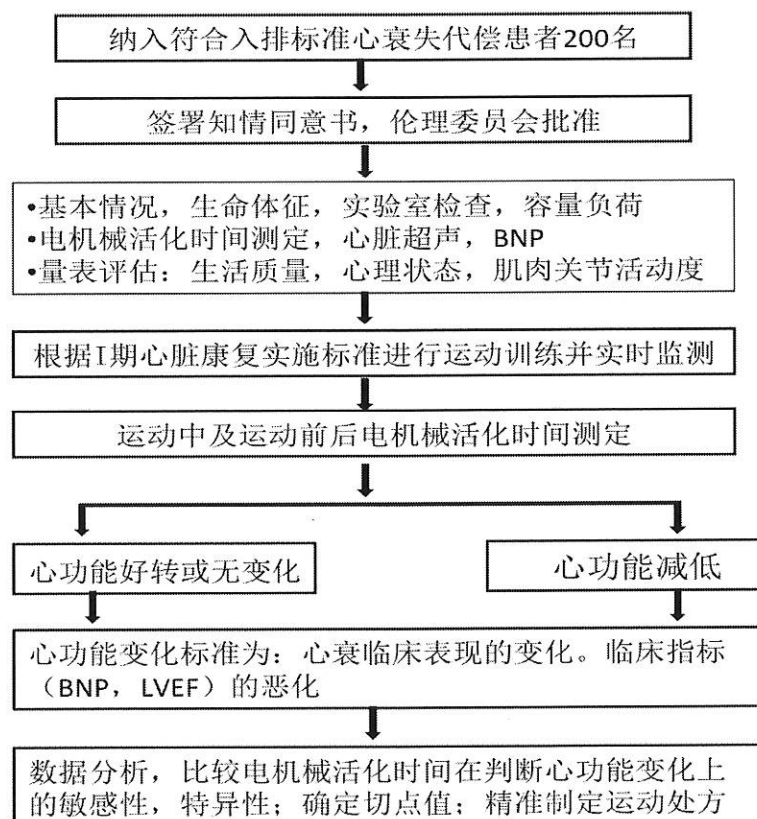 纳入符合入排标准心衰失代偿患者200名
签署知情同意书，伦理委员会批准
•基本情况，生命体征，实验室检查，容量负荷
•电机械活化时间测定，心脏超声，BNP
•量表评估：生活质量，心理状态，肌肉关节活动度
根据I期心脏康复实施标准进行运动训练并实时监测
运动中及运动前后电机械活化时间测定
心功能好转或无变化
心功能减低
心功能变化标准为：心衰临床表现的变化。临床指标
（BNP，LVEF）的恶化
数据分析，比较电机械活化时间在判断心功能变化上
的敏感性，特异性；确定切点值；精准制定运动处方